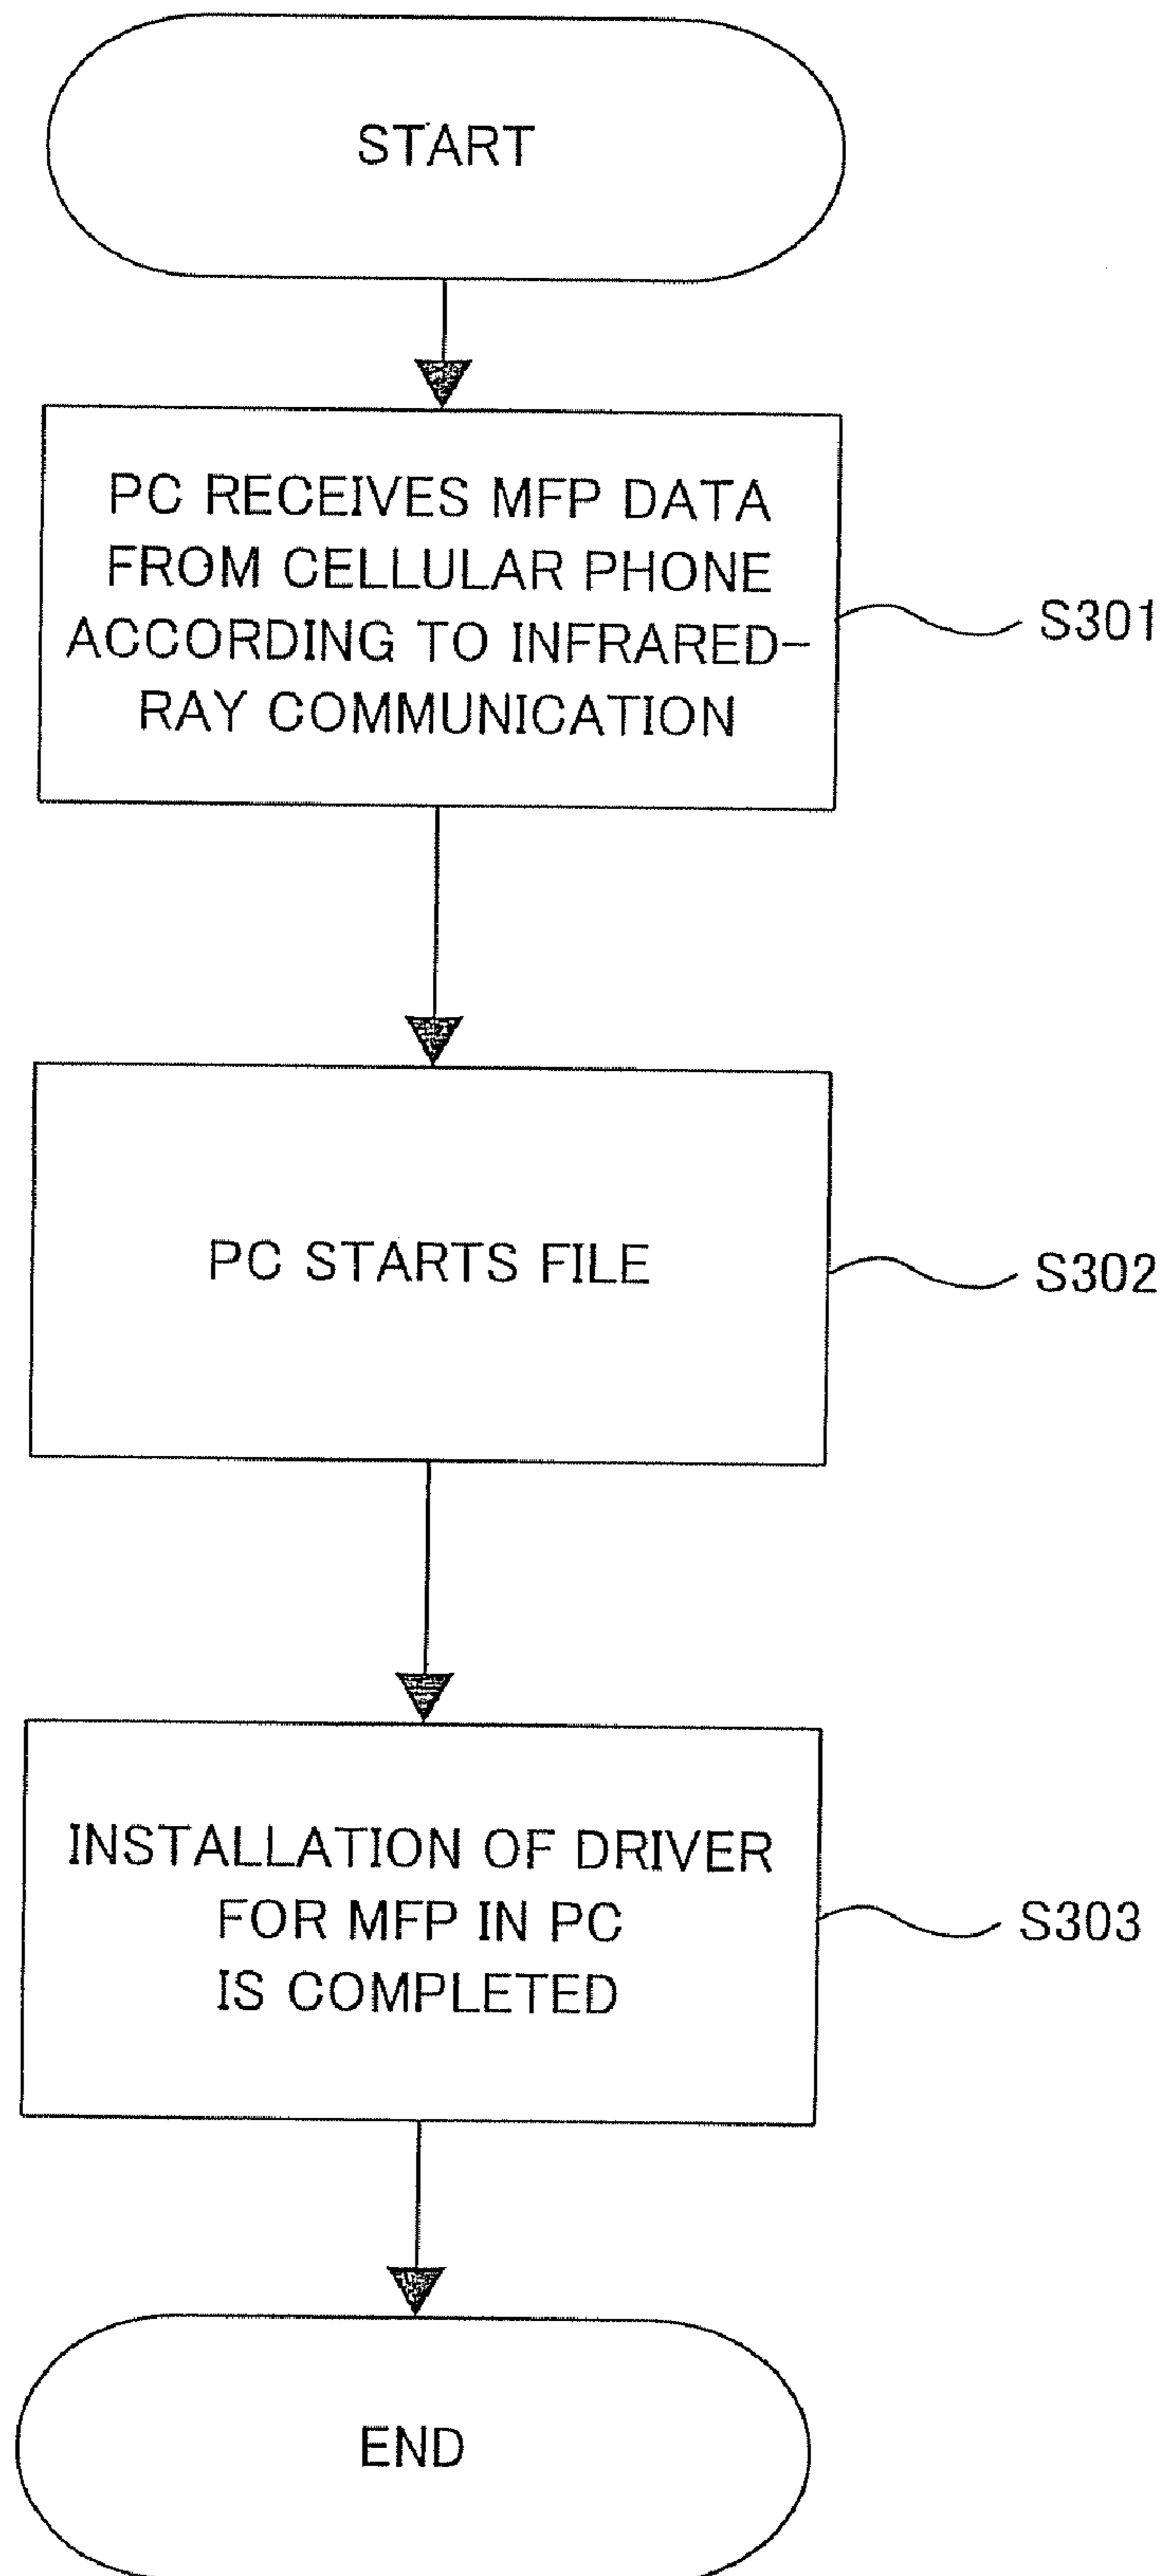 START
PC RECEIVES MFP DATA
FROM CELLULAR PHONE
ACCORDING TO INFRARED-
RAY COMMUNICATION
S301
PC STARTS FILE
S302
INSTALLATION OF DRIVER
FOR MFP IN PC
IS COMPLETED
S303
END